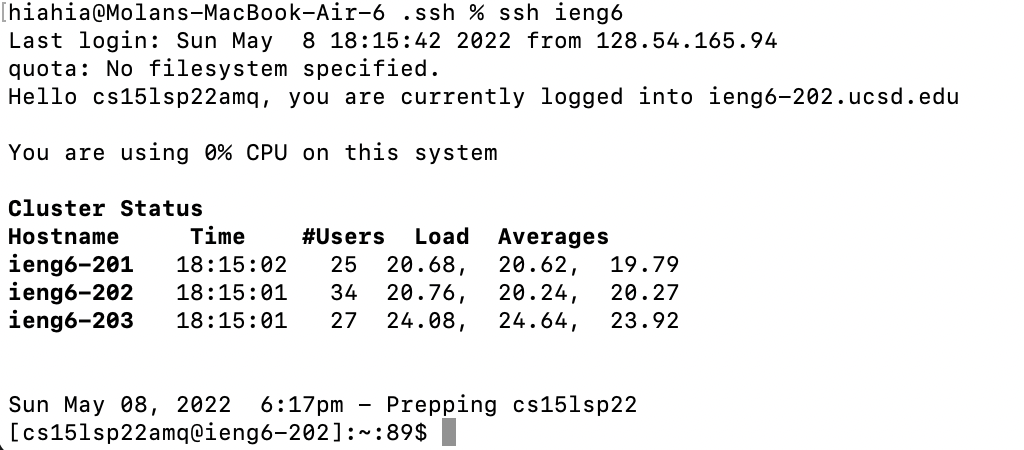 [hiahia@Molans-MacBook-Air-6 .ssh % ssh ieng6
Last login: Sun May  8 18:15:42 2022 from 128.54.165.94
quota: No filesystem specified.
Hello cs15lsp22amq, you are currently logged into ieng6-202.ucsd.edu
You are using 0% CPU on this system
Cluster Status
Hostname     Time    #Users  Load  Averages
ieng6-201   18:15:02   25  20.68,  20.62,  19.79
ieng6-202   18:15:01   34  20.76,  20.24,  20.27
ieng6-203   18:15:01   27  24.08,  24.64,  23.92
Sun May 08, 2022  6:17pm - Prepping cs15lsp22
[cs15lsp22amq@ieng6-202]:~:89$